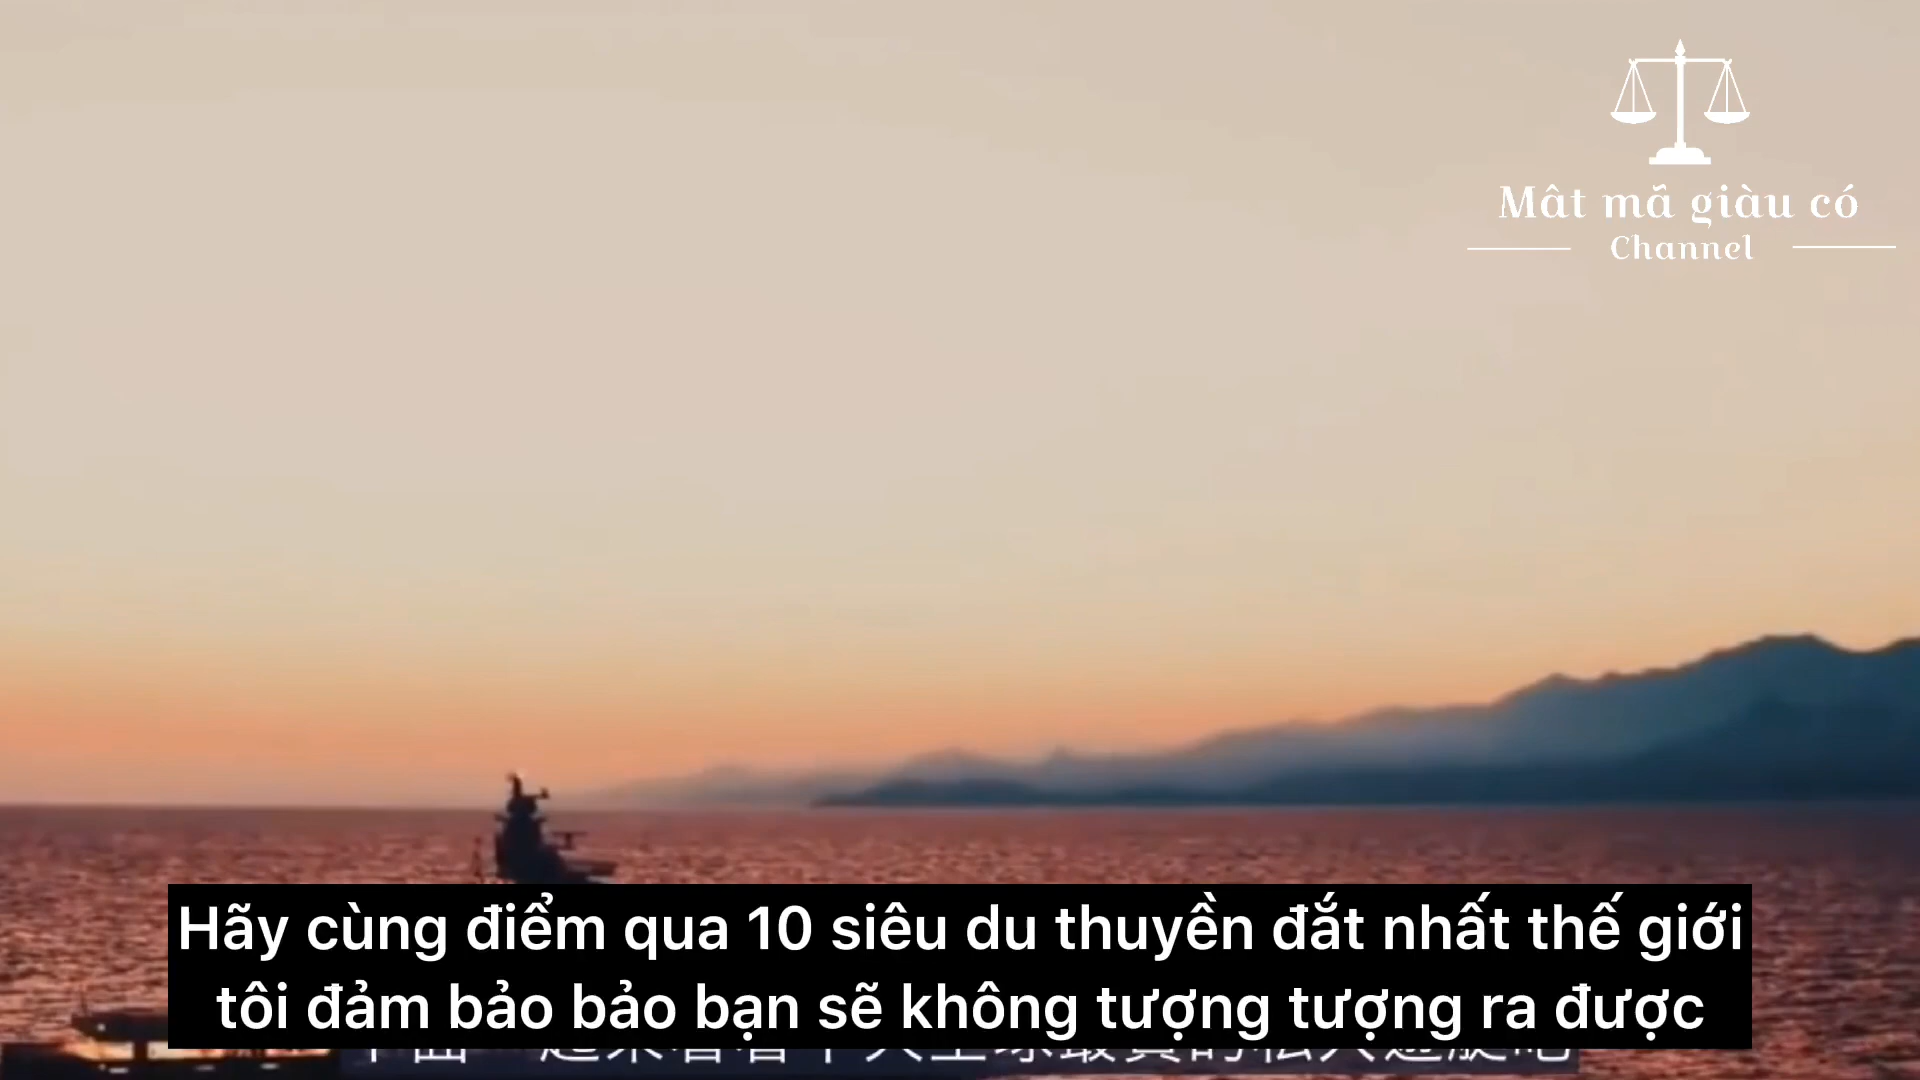 Mât mã giàu có
Channel
Hãy cùng điểm qua 10 siêu du thuyền đắt nhất thế giới
tôi đảm bảo bảo bạn sẽ không tượng tượng ra được